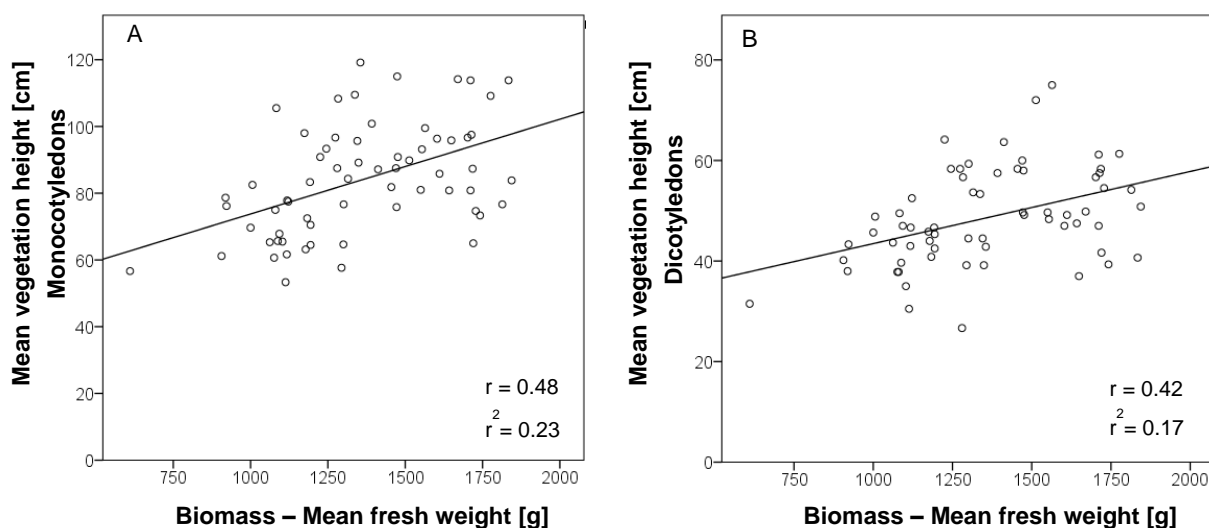 A
Mean vegetation height [cm]
Monocotyledons
120
100
80
60
40
20
0
r = 0.48
r² = 0.23
750 1000 1250 1500 1750 2000
Biomass – Mean fresh weight [g]
B
Mean vegetation height [cm]
Dicotyledons
80
60
40
20
0
r = 0.42
r² = 0.17
750 1000 1250 1500 1750 2000
Biomass – Mean fresh weight [g]